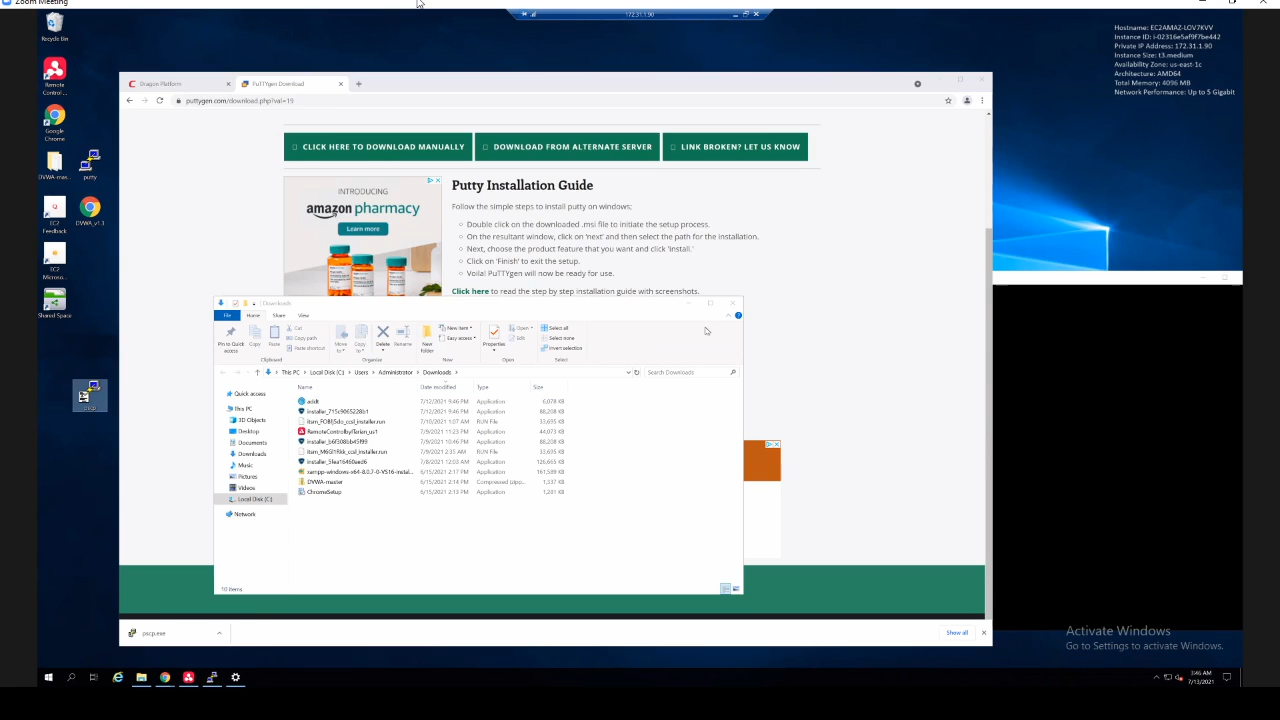 Zoom Meeting
172.31.1.90
Recycle Bin
Hostname: EC2AMAZ-LOV7KVV
Instance ID: i-02316e5af9f7be442
Private IP Address: 172.31.1.90
Instance Size: t3.medium
Availability Zone: us-east-1c
Architecture: AMD64
Total Memory: 4096 MB
Network Performance: Up to 5 Gigabit
Remote
Control ...
Google
Chrome
DVWA-mas...
putty
EC2
Feedback
DVWA_v1.3
EC2
Microso...
Shared Space
pscp
Dragon Platform
PuTTYgen Download
puttygen.com/download.php?val=19
CLICK HERE TO DOWNLOAD MANUALLY
DOWNLOAD FROM ALTERNATE SERVER
LINK BROKEN? LET US KNOW
INTRODUCING
amazon pharmacy
Learn more
Putty Installation Guide
Follow the simple steps to install putty on windows;
Double click on the downloaded .msi file to initiate the setup process.
On the resultant window, click on 'next' and then select the path for the installation.
Next, choose the product feature that you want and click 'install.'
Click on 'Finish' to exit the setup.
Voila! PuTTYgen will now be ready for use.
Click here to read the step by step installation guide with screenshots.
Downloads
File Home Share View
Pin to Quick
access
Copy
Paste
Cut
Copy path
Paste shortcut
Move
to
Copy
to
Delete
Rename
New
folder
New item
Easy access
Properties
Open
Edit
Select all
Select none
Invert selection
Clipboard Organize New Open Select
This PC > Local Disk (C:) > Users > Administrator > Downloads >
Search Downloads
Quick access
This PC
3D Objects
Desktop
Documents
Downloads
Music
Pictures
Videos
Local Disk (C:)
Network
Name Date modified Type Size
7/12/2021 9:46 PM Application 6,078 KB
7/12/2021 9:46 PM Application 88,208 KB
7/10/2021 1:07 AM RUN File 33,695 KB
RemoteControlbyITarian_us1 7/9/2021 11:23 PM Application 44,073 KB
installer_b6f308bb45f99 7/9/2021 10:46 PM Application 88,208 KB
7/9/2021 2:35 AM RUN File 33,695 KB
installer_5fea16460aed6 7/8/2021 12:03 AM Application 126,665 KB
xampp-windows-x64-8.0.7-0-VS16-instal... 6/15/2021 2:17 PM Application 161,589 KB
DVWA-master 6/15/2021 2:14 PM Compressed (zipp... 1,337 KB
ChromeSetup 6/15/2021 2:13 PM Application 1,281 KB
10 items
pscp.exe
Show all
Activate Windows
Go to Settings to activate Windows.
3:46 AM
7/13/2021